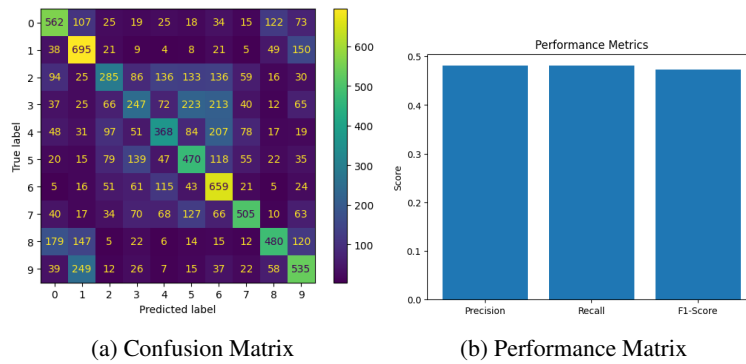 0 562 107 25 19 25 18 34 15 122 73
1 38 695 21 9 4 8 21 5 49 150
2 94 25 285 86 136 133 136 59 16 30
3 37 25 66 247 72 223 213 40 12 65
4 48 31 97 51 368 84 207 78 17 19
5 20 15 79 139 47 470 118 55 22 35
6 5 16 51 61 115 43 659 21 5 24
7 40 17 34 70 68 127 66 505 10 63
8 179 147 5 22 6 14 15 12 480 120
9 39 249 12 26 7 15 37 22 58 535
0 1 2 3 4 5 6 7 8 9
Predicted label
True label
600
500
400
300
200
100
(a) Confusion Matrix
Performance Metrics
0.5
0.4
0.3
0.2
0.1
0.0
Score
Precision Recall F1-Score
(b) Performance Matrix